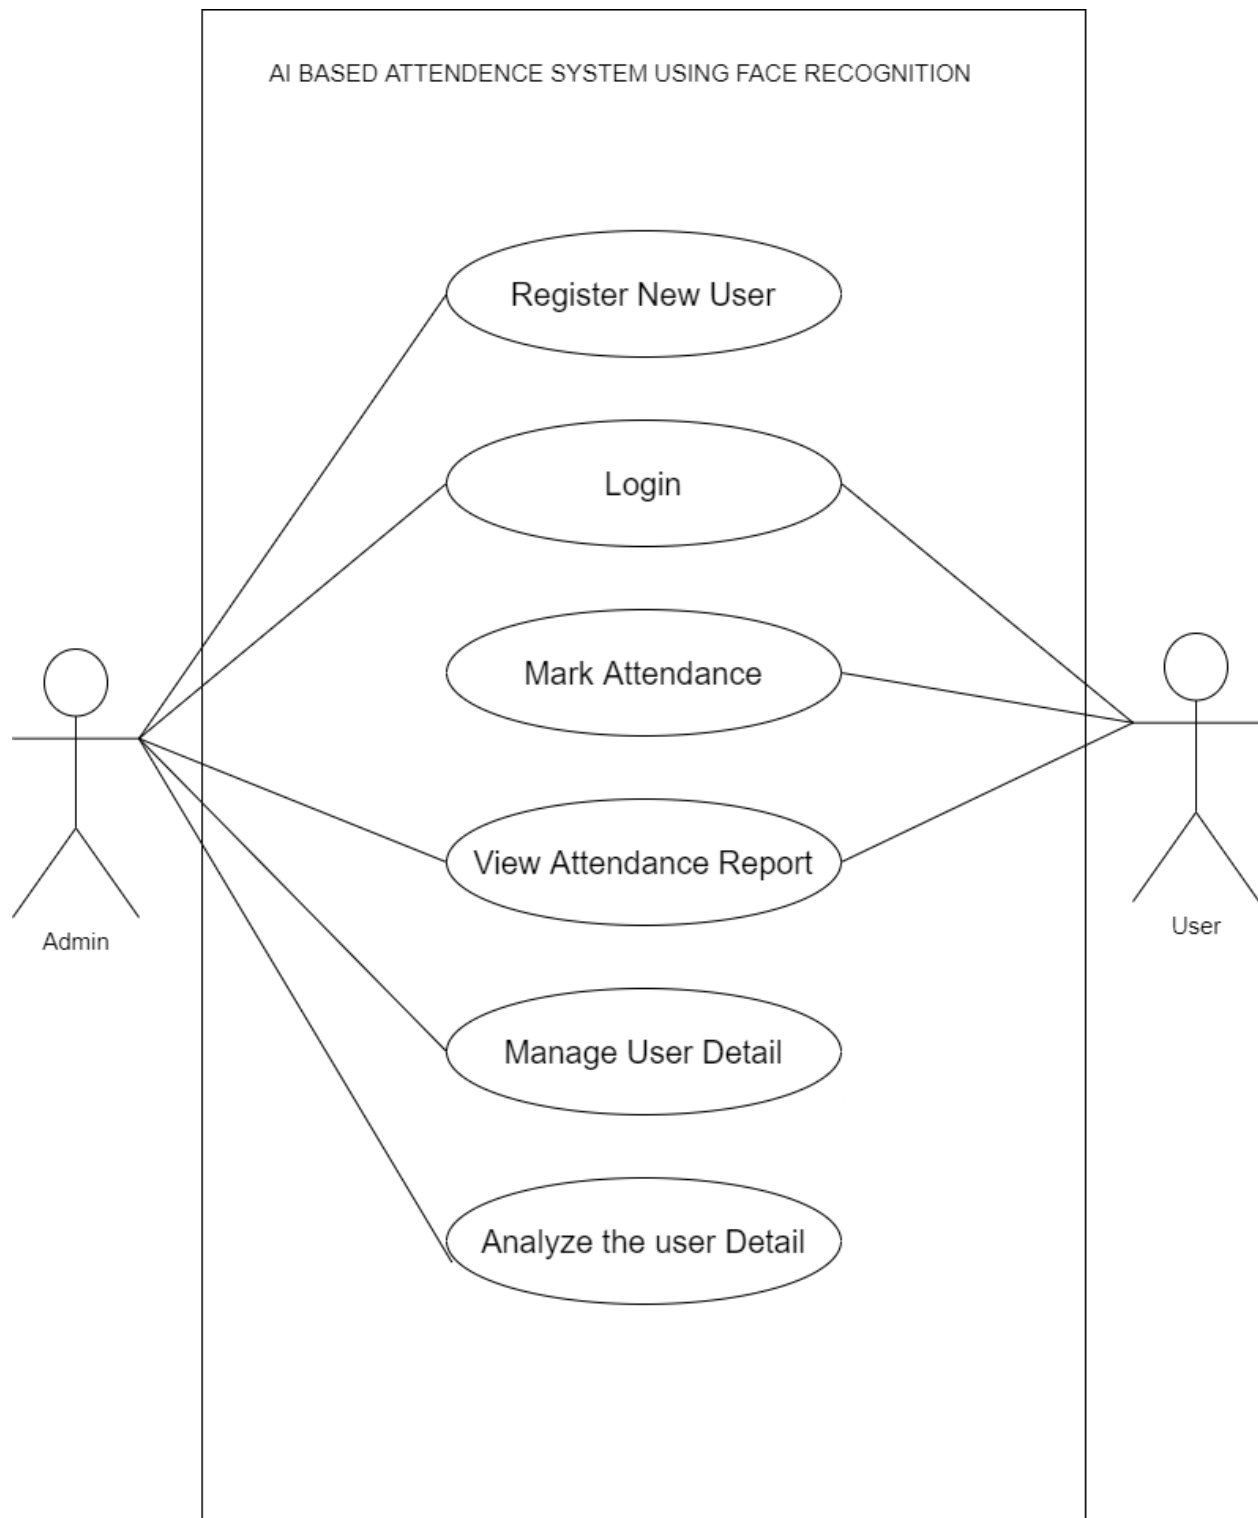 AI BASED ATTENDENCE SYSTEM USING FACE RECOGNITION
Register New User
Login
Mark Attendance
View Attendance Report
Admin
User
Manage User Detail
Analyze the user Detail